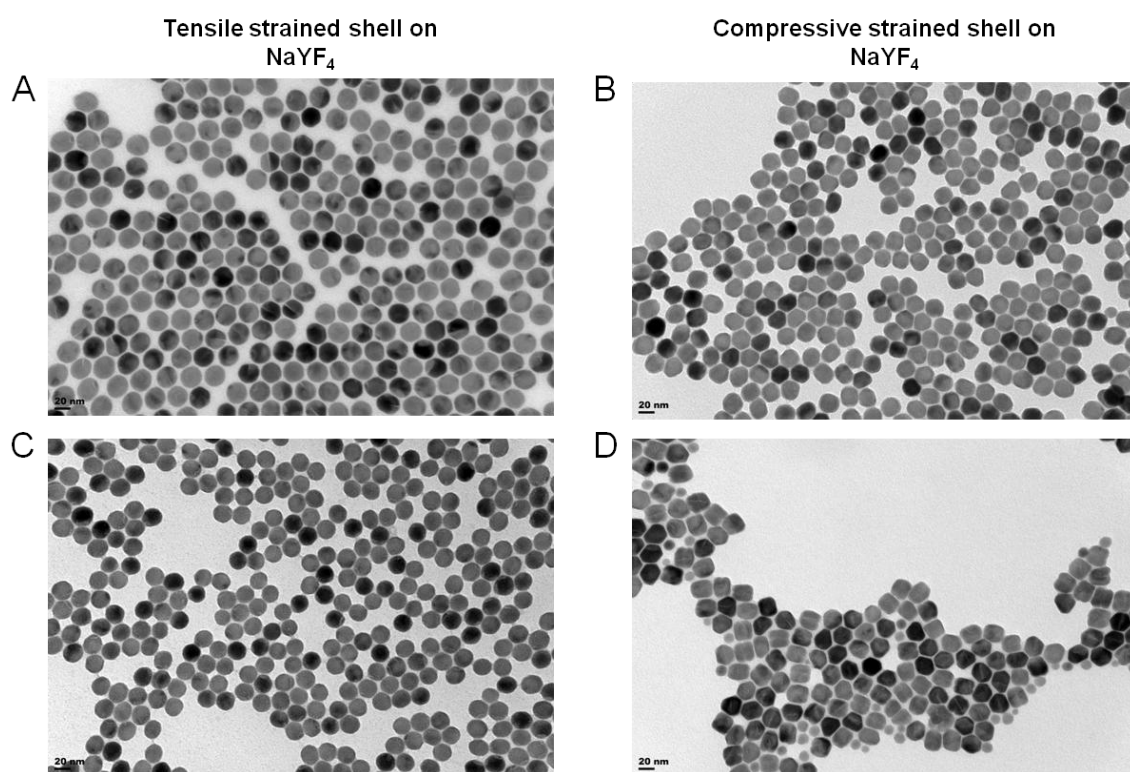 Tensile strained shell on
NaYF4
Compressive strained shell on
NaYF4
A
B
20 nm
20 nm
C
D
20 nm
20 nm